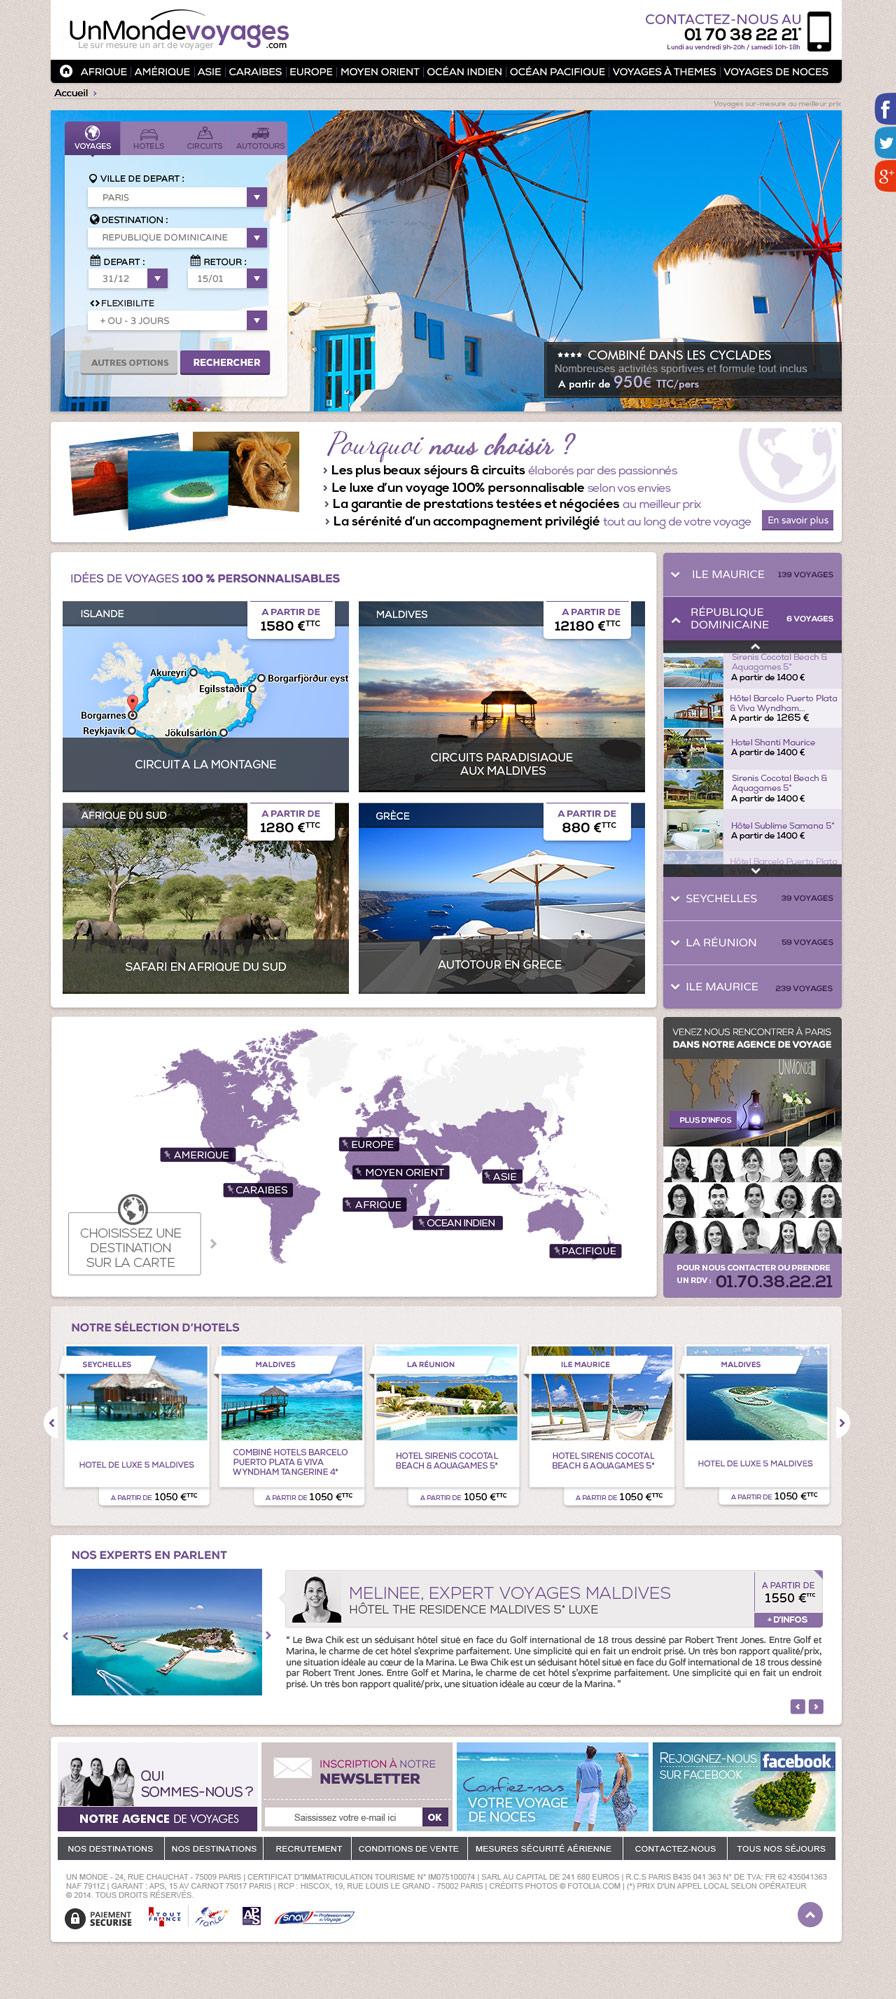 UnMondevoyages
.com
Le sur mesure un art de voyager
CONTACTEZ-NOUS AU
01 70 38 22 21*
Lundi au vendredi 9h-20h / samedi 10h-18h
AFRIQUE | AMÉRIQUE | ASIE | CARAIBES | EUROPE | MOYEN ORIENT | OCÉAN INDIEN | OCÉAN PACIFIQUE | VOYAGES À THEMES | VOYAGES DE NOCES
Accueil >
Voyages sur-mesure au meilleur prix
VOYAGES HOTELS CIRCUITS AUTOTOURS
VILLE DE DEPART :
PARIS
DESTINATION :
REPUBLIQUE DOMINICAINE
DEPART : RETOUR :
31/12 15/01
FLEXIBILITE
+ OU - 3 JOURS
AUTRES OPTIONS RECHERCHER
**** COMBINÉ DANS LES CYCLADES
Nombreuses activités sportives et formule tout inclus
A partir de 950€ TTC/pers
Pourquoi nous choisir ?
> Les plus beaux séjours & circuits élaborés par des passionnés
> Le luxe d'un voyage 100% personnalisable selon vos envies
> La garantie de prestations testées et négociées au meilleur prix
> La sérénité d'un accompagnement privilégié tout au long de votre voyage
En savoir plus
IDÉES DE VOYAGES 100 % PERSONNALISABLES
ISLANDE
A PARTIR DE
1580 €TTC
Akureyri
Egilsstaðir
Borgarfjörður eyst
Borgarnes
Reykjavík
Jökulsárlón
CIRCUIT A LA MONTAGNE
MALDIVES
A PARTIR DE
12180 €TTC
CIRCUITS PARADISIAQUE
AUX MALDIVES
AFRIQUE DU SUD
A PARTIR DE
1280 €TTC
SAFARI EN AFRIQUE DU SUD
GRÈCE
A PARTIR DE
880 €TTC
AUTOTOUR EN GRECE
ILE MAURICE 139 VOYAGES
RÉPUBLIQUE
DOMINICAINE
6 VOYAGES
Sirenis Cocotal Beach &
Aquagames 5*
A partir de 1400 €
Hôtel Barcelo Puerto Plata
& Viva Wyndham...
A partir de 1265 €
Hotel Shanti Maurice
A partir de 1400 €
Sirenis Cocotal Beach &
Aquagames 5*
A partir de 1400 €
Hôtel Sublime Samana 5*
A partir de 1400 €
Hôtel Barcelo Puerto Plata
SEYCHELLES 39 VOYAGES
LA RÉUNION 59 VOYAGES
ILE MAURICE 239 VOYAGES
AMERIQUE
CARAIBES
EUROPE
MOYEN ORIENT
AFRIQUE
ASIE
OCEAN INDIEN
PACIFIQUE
CHOISISSEZ UNE
DESTINATION
SUR LA CARTE
VENEZ NOUS RENCONTRER À PARIS
DANS NOTRE AGENCE DE VOYAGE
UNMONDE
PLUS D'INFOS
POUR NOUS CONTACTER OU PRENDRE
UN RDV : 01.70.38.22.21
NOTRE SÉLECTION D'HOTELS
SEYCHELLES
HOTEL DE LUXE 5 MALDIVES
A PARTIR DE 1050 €TTC
MALDIVES
COMBINÉ HOTELS BARCELO
PUERTO PLATA & VIVA
WYNDHAM TANGERINE 4*
A PARTIR DE 1050 €TTC
LA RÉUNION
HOTEL SIRENIS COCOTAL
BEACH & AQUAGAMES 5*
A PARTIR DE 1050 €TTC
ILE MAURICE
HOTEL SIRENIS COCOTAL
BEACH & AQUAGAMES 5*
A PARTIR DE 1050 €TTC
MALDIVES
HOTEL DE LUXE 5 MALDIVES
A PARTIR DE 1050 €TTC
NOS EXPERTS EN PARLENT
MELINEE, EXPERT VOYAGES MALDIVES
HÔTEL THE RESIDENCE MALDIVES 5* LUXE
A PARTIR DE
1550 €TTC
+ D'INFOS
" Le Bwa Chik est un séduisant hôtel situé en face du Golf international de 18 trous dessiné par Robert Trent Jones. Entre Golf et
Marina, le charme de cet hôtel s'exprime parfaitement. Une simplicité qui en fait un endroit prisé. Un très bon rapport qualité/prix,
une situation idéale au cœur de la Marina. Le Bwa Chik est un séduisant hôtel situé en face du Golf international de 18 trous dessiné
par Robert Trent Jones. Entre Golf et Marina, le charme de cet hôtel s'exprime parfaitement. Une simplicité qui en fait un endroit
prisé. Un très bon rapport qualité/prix, une situation idéale au cœur de la Marina. "
QUI
SOMMES-NOUS ?
NOTRE AGENCE DE VOYAGES
INSCRIPTION À NOTRE
NEWSLETTER
Saississez votre e-mail ici OK
Confiez-nous
VOTRE VOYAGE
DE NOCES
REJOIGNEZ-NOUS
SUR FACEBOOK
facebook
NOS DESTINATIONS | NOS DESTINATIONS | RECRUTEMENT | CONDITIONS DE VENTE | MESURES SÉCURITÉ AÉRIENNE | CONTACTEZ-NOUS | TOUS NOS SÉJOURS
UN MONDE - 24, RUE CHAUCHAT - 75009 PARIS | CERTIFICAT D'IMMATRICULATION TOURISME N° IM075100074 | SARL AU CAPITAL DE 241 680 EUROS | R.C.S PARIS B435 041 363 N° DE TVA: FR 62 435041363
NAF 7911Z | GARANT : APS, 15 AV CARNOT 75017 PARIS | RCP : HISCOX, 19, RUE LOUIS LE GRAND - 75002 PARIS | CRÉDITS PHOTOS © FOTOLIA.COM | (*) PRIX D'UN APPEL LOCAL SELON OPÉRATEUR
© 2014. TOUS DROITS RÉSERVÉS.
PAIEMENT
SECURISE
TOUT
FRANCE
France
APS
snav